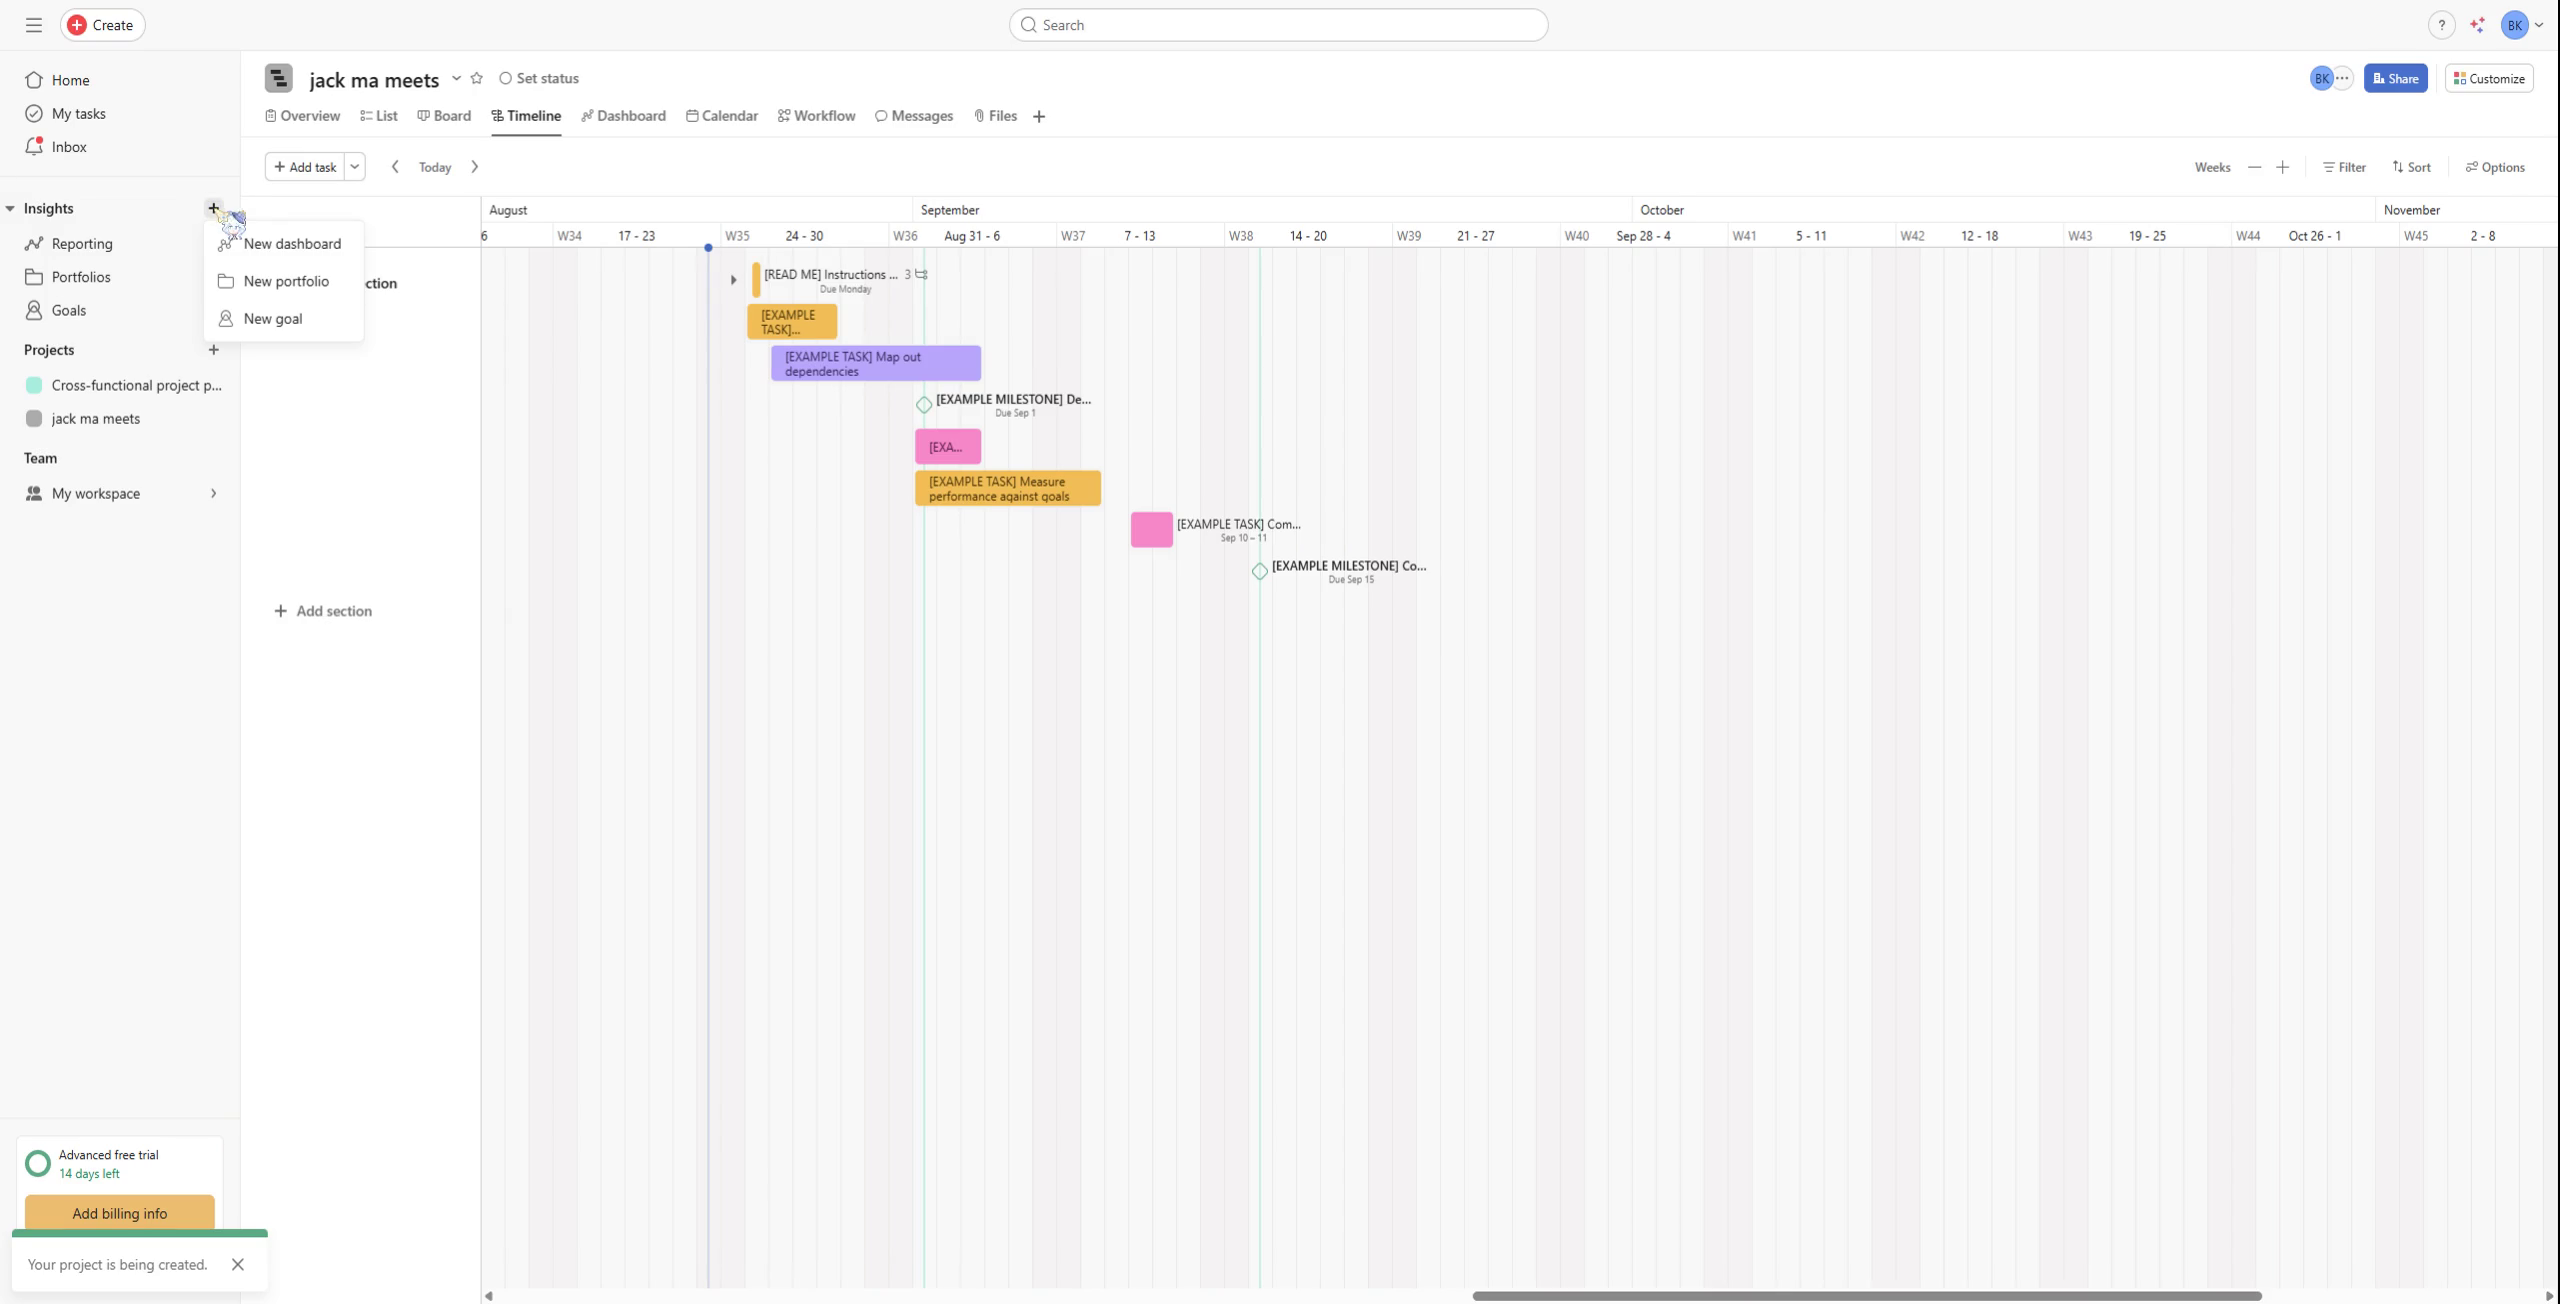 Create
Search
?
BK
Home
My tasks
Inbox
Insights
Reporting
Portfolios
Goals
New dashboard
New portfolio
New goal
Projects
Cross-functional project p...
jack ma meets
Team
My workspace
Advanced free trial
14 days left
Add billing info
Your project is being created.
jack ma meets
Set status
BK
Share
Customize
Overview
List
Board
Timeline
Dashboard
Calendar
Workflow
Messages
Files
Add task
Today
Weeks
Filter
Sort
Options
August
September
October
November
6 W34 17 - 23 W35 24 - 30 W36 Aug 31 - 6 W37 7 - 13 W38 14 - 20 W39 21 - 27 W40 Sep 28 - 4 W41 5 - 11 W42 12 - 18 W43 19 - 25 W44 Oct 26 - 1 W45 2 - 8
ction
[READ ME] Instructions ... 3
Due Monday
[EXAMPLE
TASK]...
[EXAMPLE TASK] Map out
dependencies
[EXAMPLE MILESTONE] De...
Due Sep 1
[EXA...
[EXAMPLE TASK] Measure
performance against goals
[EXAMPLE TASK] Com...
Sep 10 – 11
[EXAMPLE MILESTONE] Co...
Due Sep 15
Add section